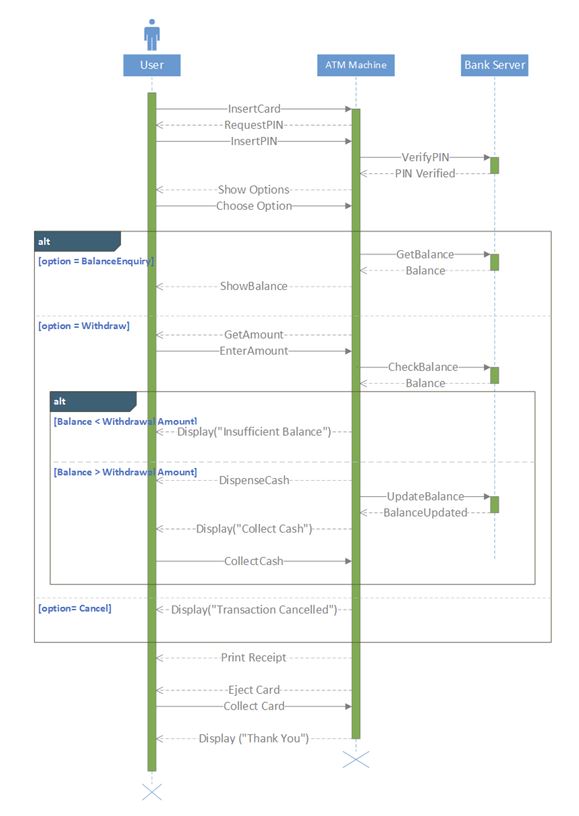 User
ATM Machine
Bank Server
InsertCard
RequestPIN
InsertPIN
VerifyPIN
PIN Verified
Show Options
Choose Option
alt
GetBalance
[option = BalanceEnquiry]
Balance
ShowBalance
[option = Withdraw]
GetAmount
EnterAmount
CheckBalance
Balance
alt
[Balance < Withdrawal Amount]
Display("Insufficient Balance")
[Balance > Withdrawal Amount]
DispenseCash
UpdateBalance
BalanceUpdated
Display("Collect Cash")
CollectCash
[option= Cancel]
Display("Transaction Cancelled")
Print Receipt
Eject Card
Collect Card
Display ("Thank You")